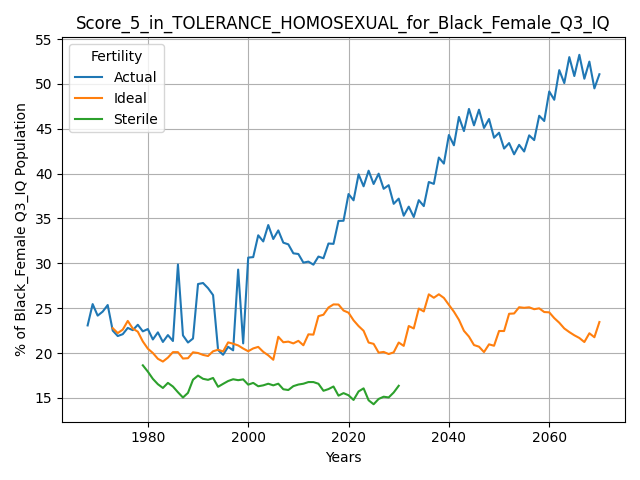 Score_5_in_TOLERANCE_HOMOSEXUAL_for_Black_Female_Q3_IQ
Fertility
Actual
Ideal
Sterile
% of Black_Female Q3_IQ Population
55
50
45
40
35
30
25
20
15
1980
2000
2020
2040
2060
Years